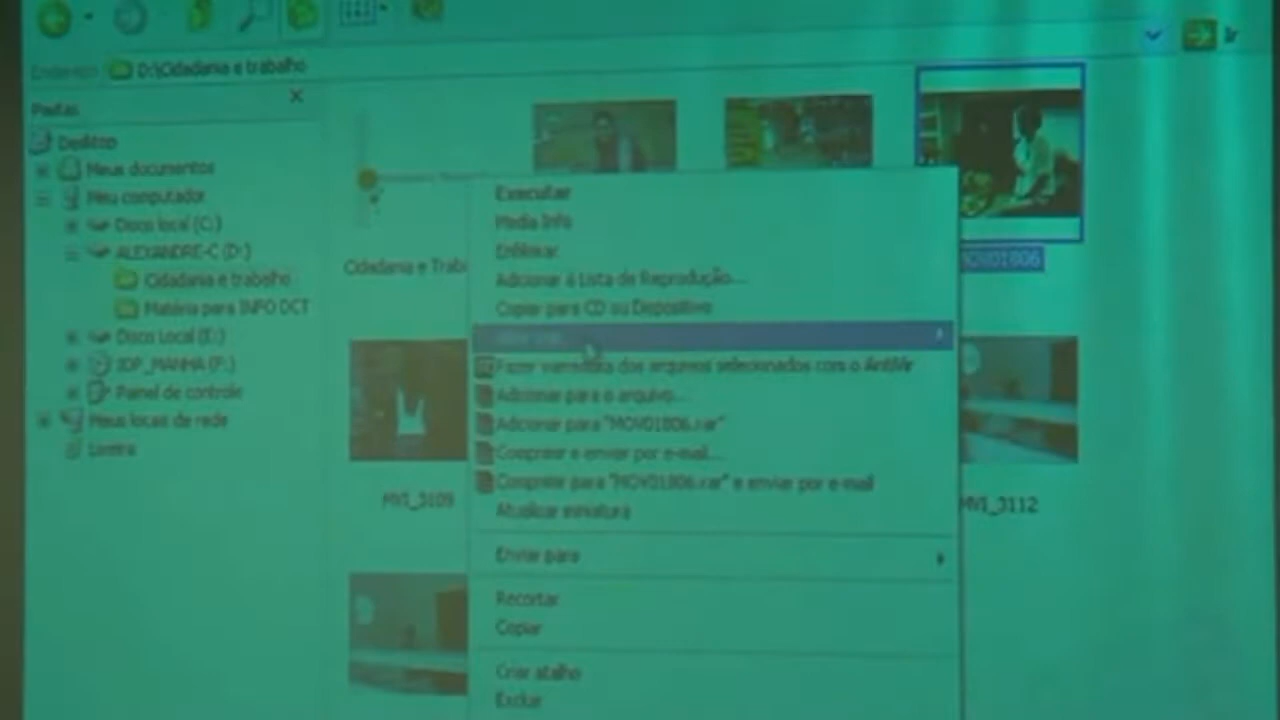 Endereço D:\Cidadania e trabalho
Ir
Pastas
Desktop
Meus documentos
Meu computador
Disco local (C:)
ALEXANDRE-C (D:)
Cidadania e trabalho
Matéria para INFO DCT
Disco Local (E:)
IDP_MANHA (F:)
Painel de controle
Meus locais de rede
Lixeira
Cidadania e Trab
MOV01806
MVI_3109
MVI_3112
Executar
Media Info
Enfileirar
Adicionar à Lista de Reprodução...
Copiar para CD ou Dispositivo
Fazer varredura dos arquivos selecionados com o AntiVir
Adicionar para o arquivo...
Adicionar para "MOV01806.rar"
Comprimir e enviar por e-mail...
Comprimir para "MOV01806.rar" e enviar por e-mail
Atualizar miniatura
Enviar para
Recortar
Copiar
Criar atalho
Excluir